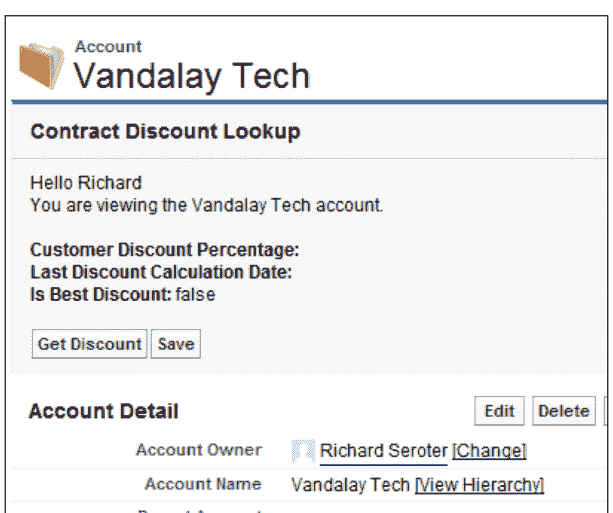 Account
Vandalay Tech
Contract Discount Lookup
Hello Richard
You are viewing the Vandalay Tech account.
Customer Discount Percentage:
Last Discount Calculation Date:
Is Best Discount: false
Get Discount Save
Account Detail Edit Delete
Account Owner Richard Seroter [Change]
Account Name Vandalay Tech [View Hierarchy]